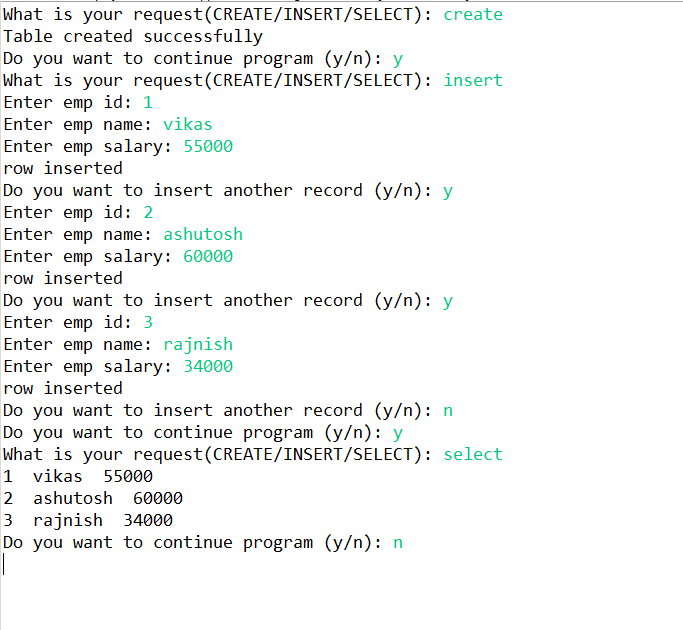 What is your request(CREATE/INSERT/SELECT): create
Table created successfully
Do you want to continue program (y/n): y
What is your request(CREATE/INSERT/SELECT): insert
Enter emp id: 1
Enter emp name: vikas
Enter emp salary: 55000
row inserted
Do you want to insert another record (y/n): y
Enter emp id: 2
Enter emp name: ashutosh
Enter emp salary: 60000
row inserted
Do you want to insert another record (y/n): y
Enter emp id: 3
Enter emp name: rajnish
Enter emp salary: 34000
row inserted
Do you want to insert another record (y/n): n
Do you want to continue program (y/n): y
What is your request(CREATE/INSERT/SELECT): select
1  vikas  55000
2  ashutosh  60000
3  rajnish  34000
Do you want to continue program (y/n): n